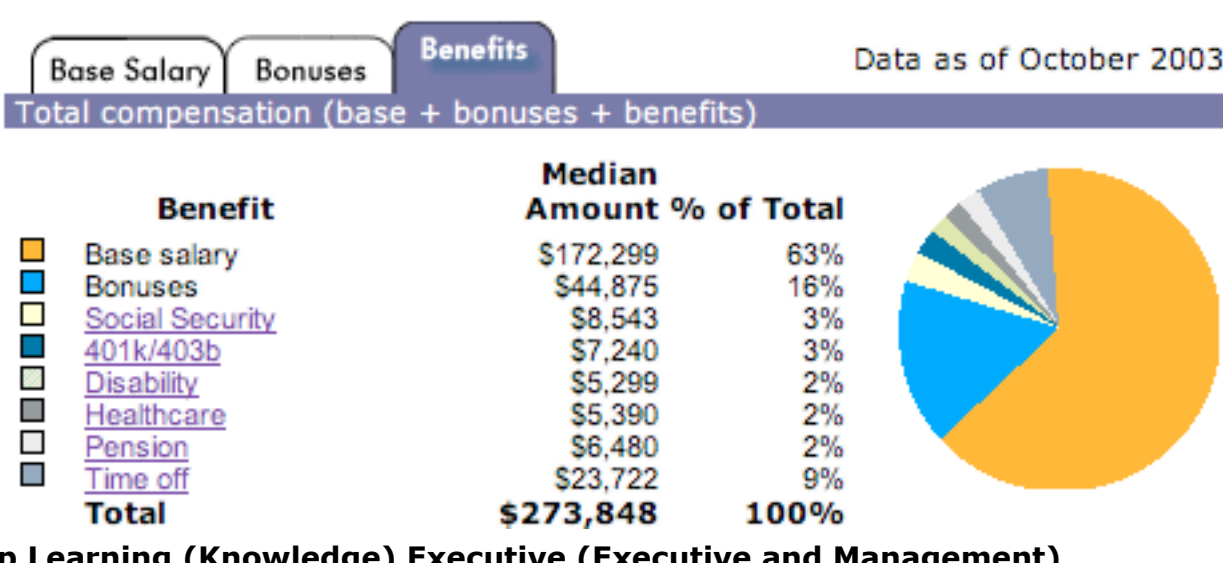 Base Salary Bonuses Benefits Data as of October 2003
Total compensation (base + bonuses + benefits)
Median
Benefit Amount % of Total
Base salary $172,299 63%
Bonuses $44,875 16%
Social Security $8,543 3%
401k/403b $7,240 3%
Disability $5,299 2%
Healthcare $5,390 2%
Pension $6,480 2%
Time off $23,722 9%
Total $273,848 100%
Learning (Knowledge) Executive (Executive and Management)